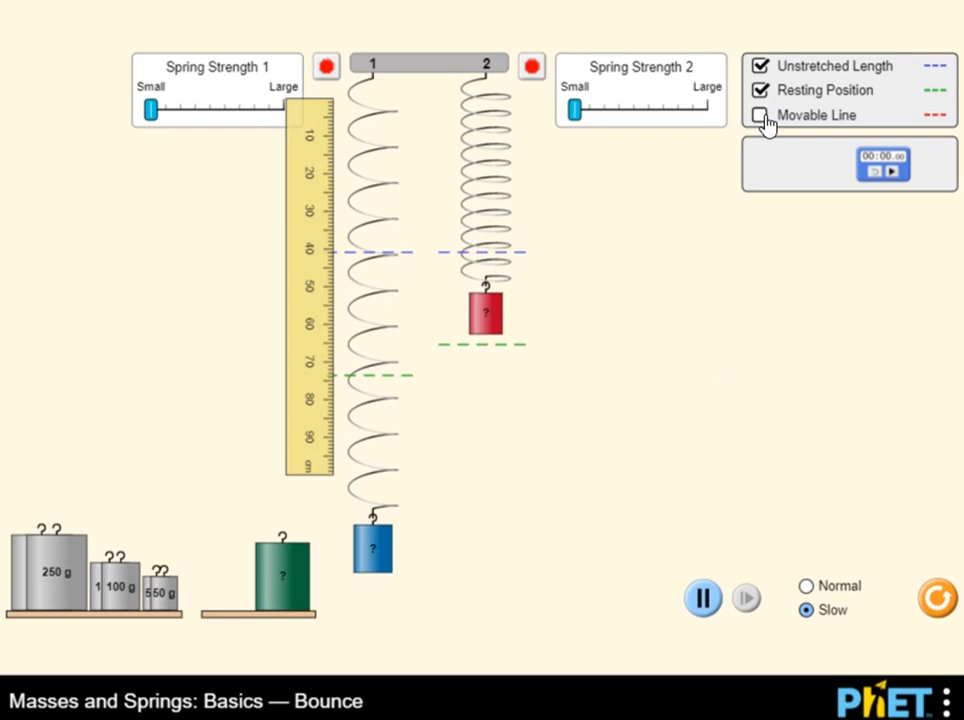 Spring Strength 1
Small Large
1 2
Spring Strength 2
Small Large
Unstretched Length
Resting Position
Movable Line
00:00.00
10
20
30
40
50
60
70
80
90
cm
?
?
?
250 g
1 100 g
5 50 g
Normal
Slow
Masses and Springs: Basics — Bounce
PhET